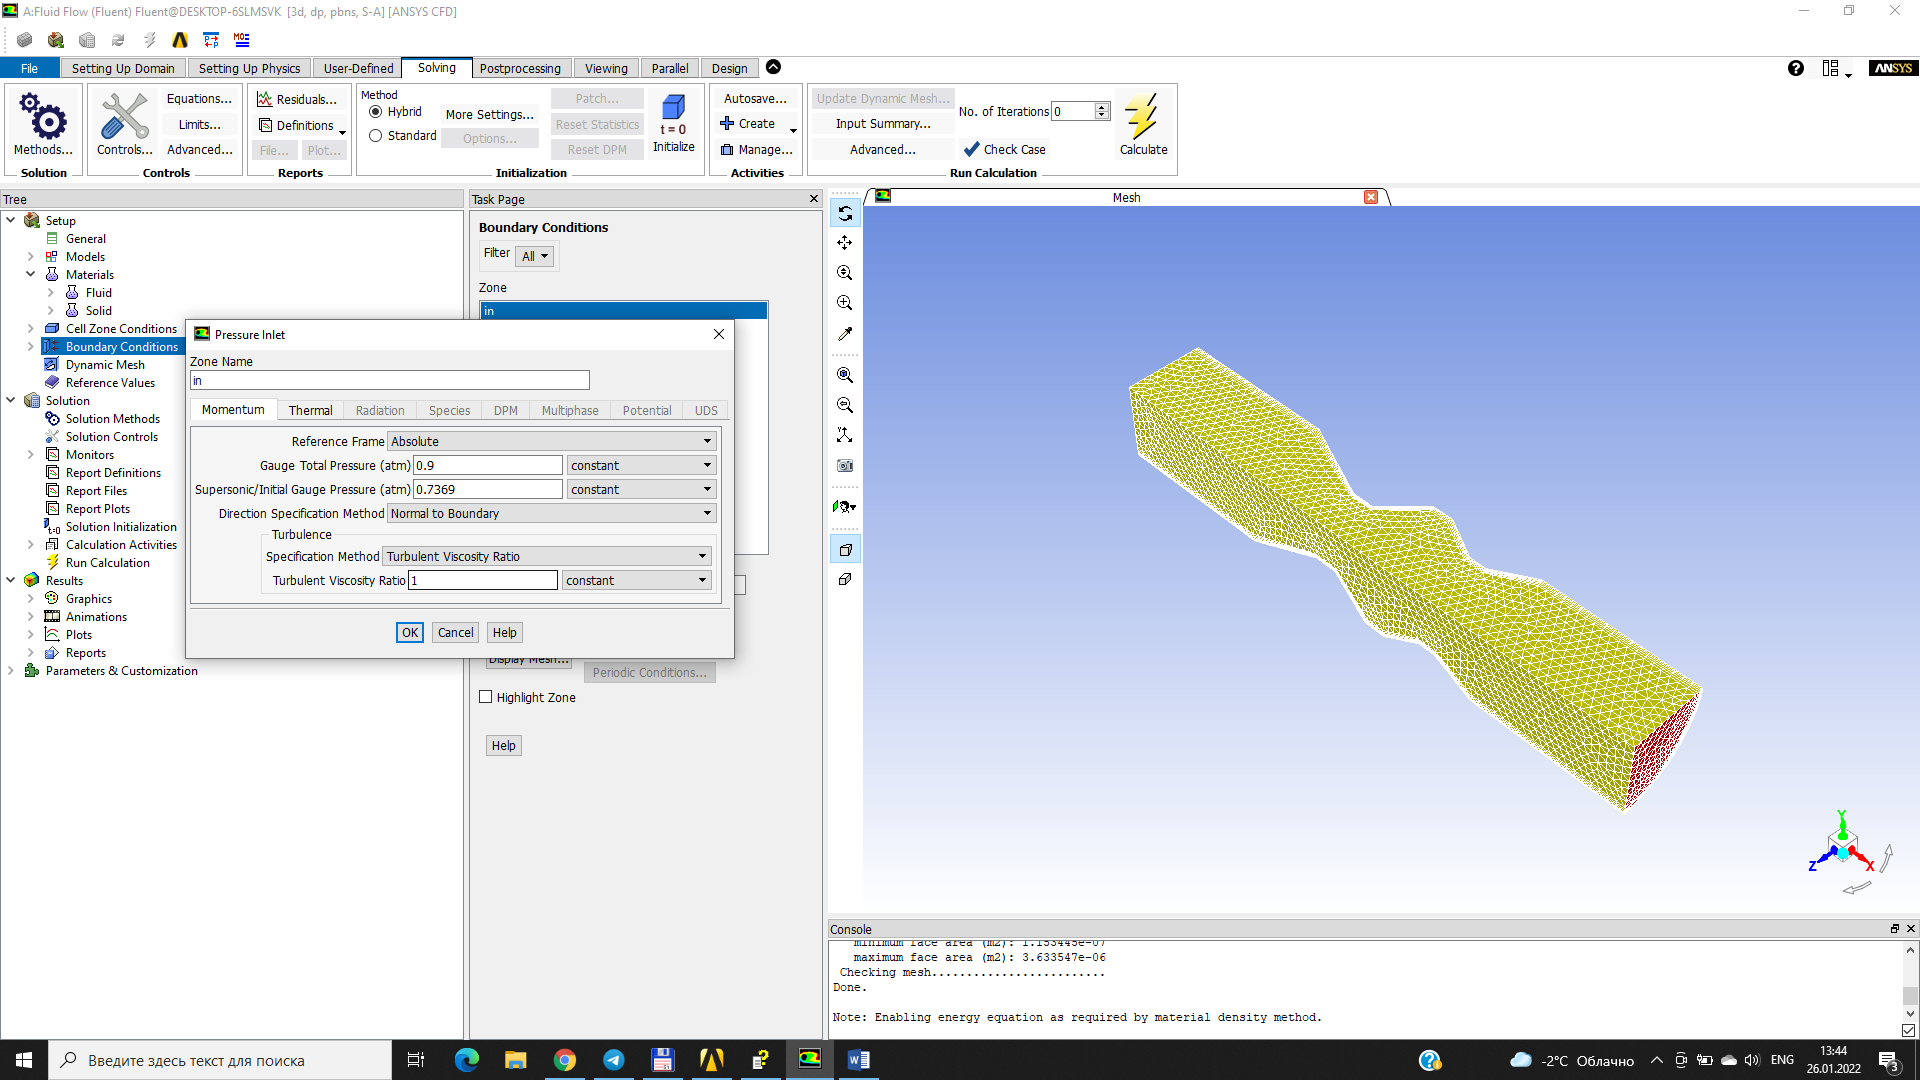 A:Fluid Flow (Fluent) Fluent@DESKTOP-6SLMSVK [3d, dp, pbns, S-A] [ANSYS CFD]
File
Setting Up Domain
Setting Up Physics
User-Defined
Solving
Postprocessing
Viewing
Parallel
Design
ANSYS
Methods...
Solution
Controls...
Equations...
Limits...
Advanced...
Controls
Residuals...
Definitions
File...
Plot...
Reports
Method
Hybrid
Standard
More Settings...
Options...
Patch...
Reset Statistics
Reset DPM
t = 0
Initialize
Initialization
Autosave...
Create
Manage...
Activities
Update Dynamic Mesh...
Input Summary...
Advanced...
No. of Iterations 0
Check Case
Calculate
Run Calculation
Tree
Setup
General
Models
Materials
Fluid
Solid
Cell Zone Conditions
Boundary Conditions
Dynamic Mesh
Reference Values
Solution
Solution Methods
Solution Controls
Monitors
Report Definitions
Report Files
Report Plots
Solution Initialization
Calculation Activities
Run Calculation
Results
Graphics
Animations
Plots
Reports
Parameters & Customization
Task Page
Boundary Conditions
Filter
All
Zone
in
Pressure Inlet
Zone Name
in
Momentum
Thermal
Radiation
Species
DPM
Multiphase
Potential
UDS
Reference Frame Absolute
Gauge Total Pressure (atm) 0.9 constant
Supersonic/Initial Gauge Pressure (atm) 0.7369 constant
Direction Specification Method Normal to Boundary
Turbulence
Specification Method Turbulent Viscosity Ratio
Turbulent Viscosity Ratio 1 constant
OK
Cancel
Help
Display Mesh...
Periodic Conditions...
Highlight Zone
Help
Mesh
Y
Z
X
Console
minimum face area (m2): 1.153445e-07
maximum face area (m2): 3.633547e-06
Checking mesh.........................
Done.
Note: Enabling energy equation as required by material density method.
Введите здесь текст для поиска
-2°C Облачно
ENG
13:44
26.01.2022
3